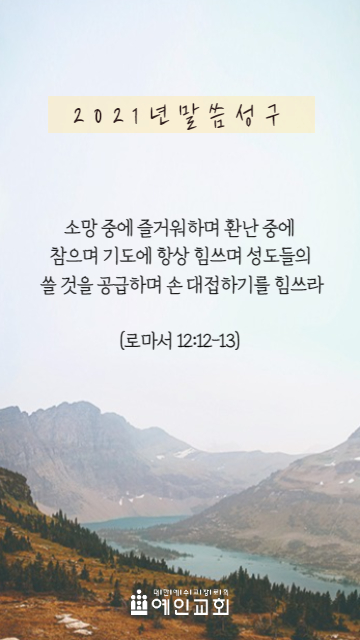 2021년말씀성구
소망 중에 즐거워하며 환난 중에
참으며 기도에 항상 힘쓰며 성도들의
쓸 것을 공급하며 손 대접하기를 힘쓰라
(로마서 12:12-13)
예인교회